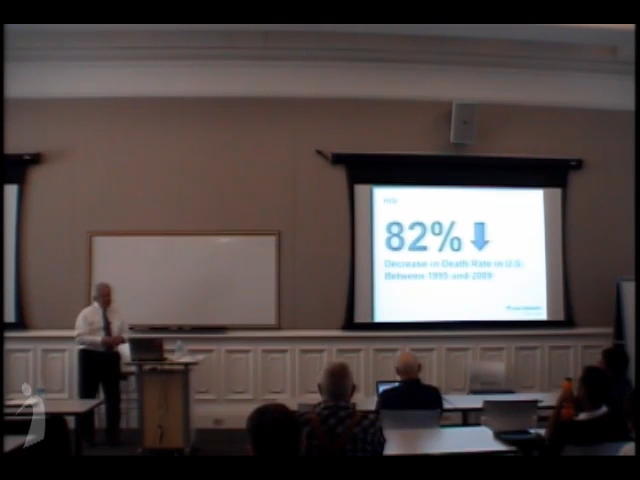 82%
Decrease in Death Rate in U.S.
Between 1995 and 2009